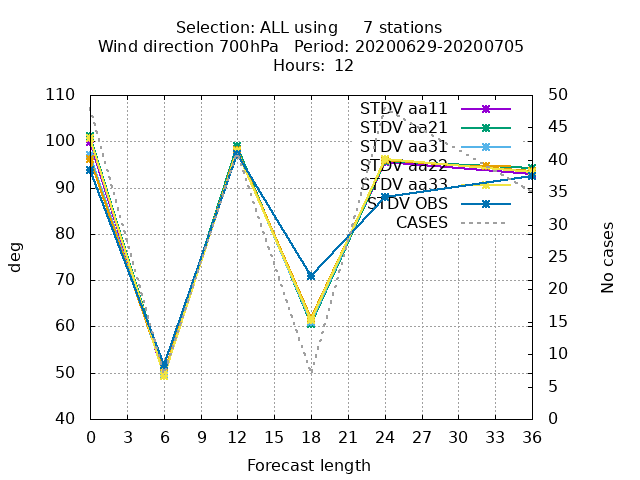 Selection: ALL using     7 stations
Wind direction 700hPa   Period: 20200629-20200705
Hours: 12
110
100
90
80
70
60
50
40
deg
50
45
40
35
30
25
20
15
10
5
0
No cases
STDV aa11
STDV aa21
STDV aa31
STDV aa22
STDV aa33
STDV OBS
CASES
0 3 6 9 12 15 18 21 24 27 30 33 36
Forecast length